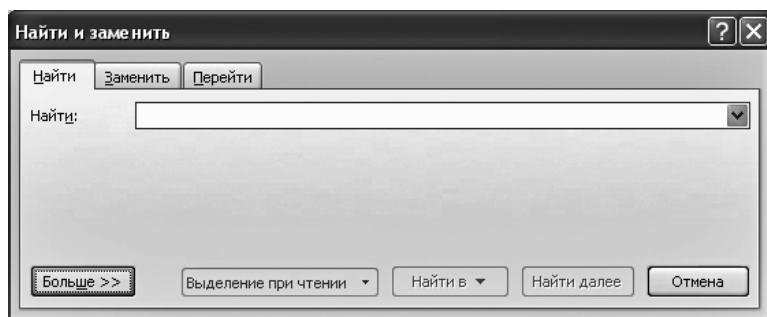 Найти и заменить
Найти Заменить Перейти
Найти:
Больше >> Выделение при чтении Найти в Найти далее Отмена